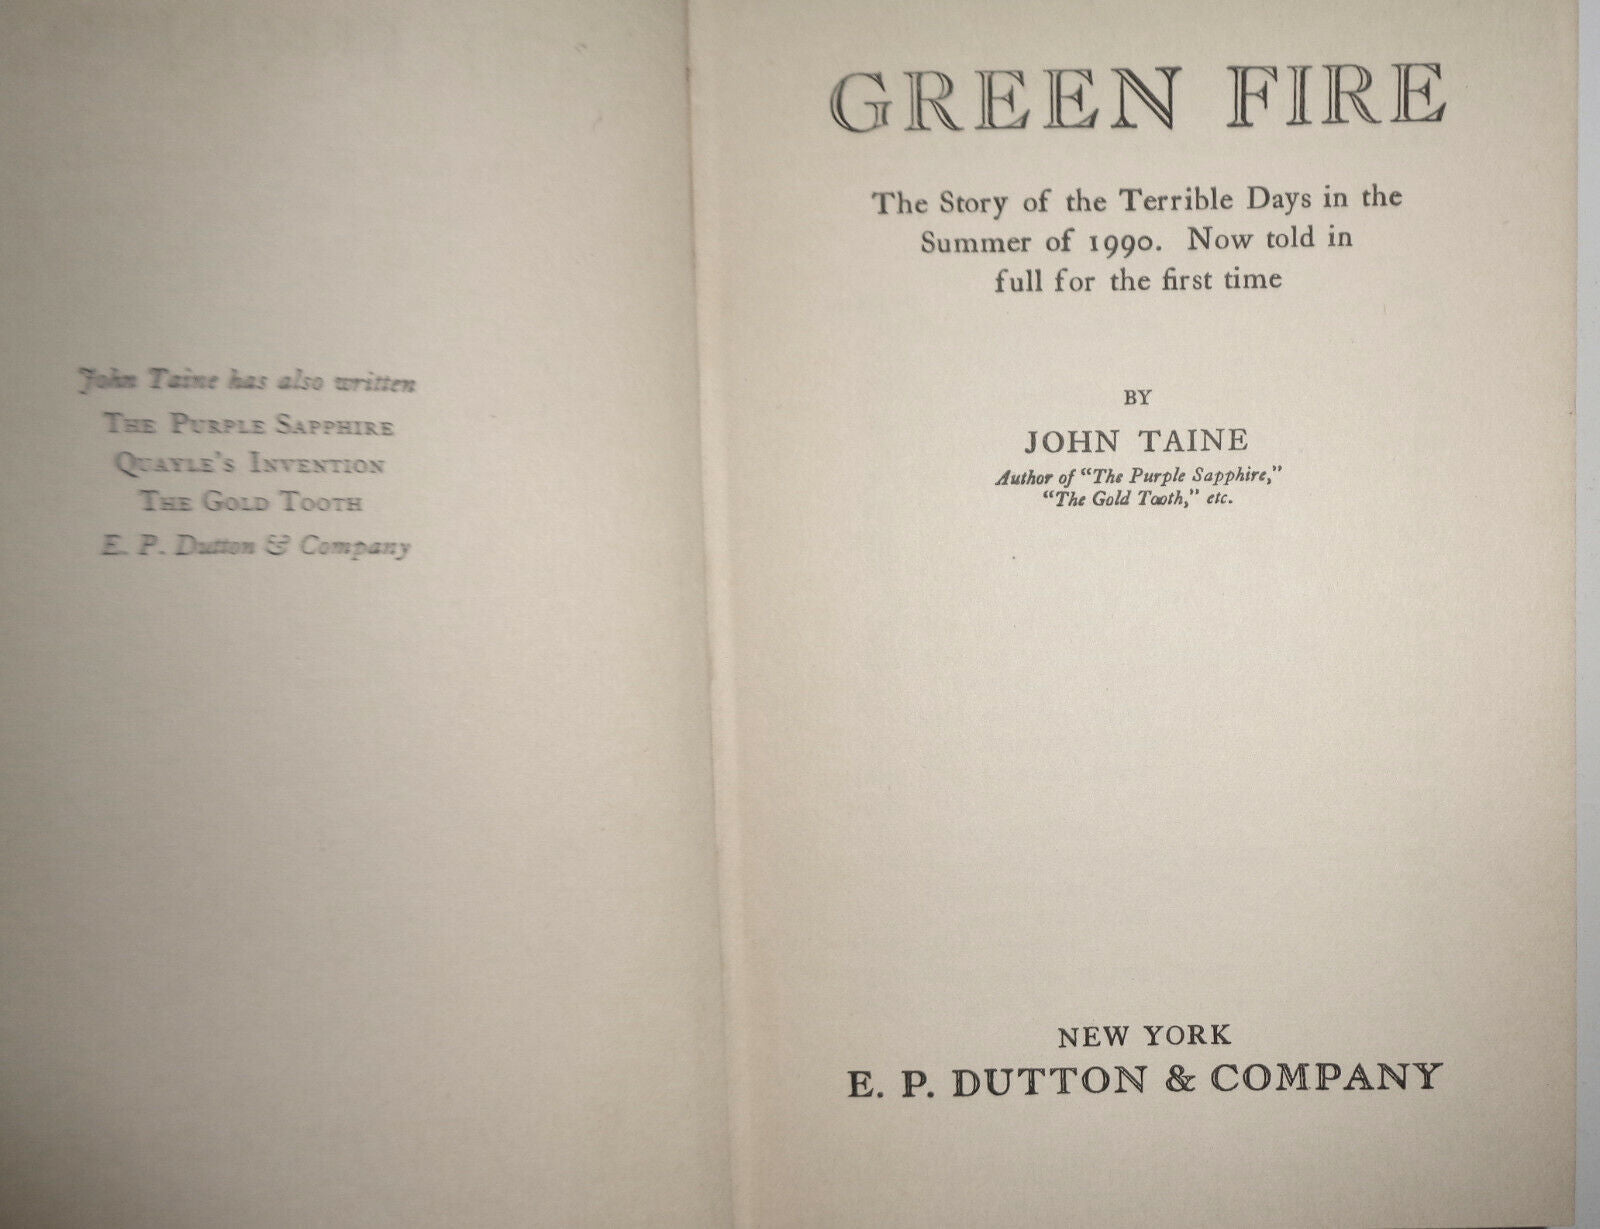 John Taine has also written
THE PURPLE SAPPHIRE
QUAYLE'S INVENTION
THE GOLD TOOTH
E. P. Dutton & Company
GREEN FIRE
The Story of the Terrible Days in the
Summer of 1990. Now told in
full for the first time
BY
JOHN TAINE
Author of “The Purple Sapphire,”
“The Gold Tooth,” etc.
NEW YORK
E. P. DUTTON & COMPANY